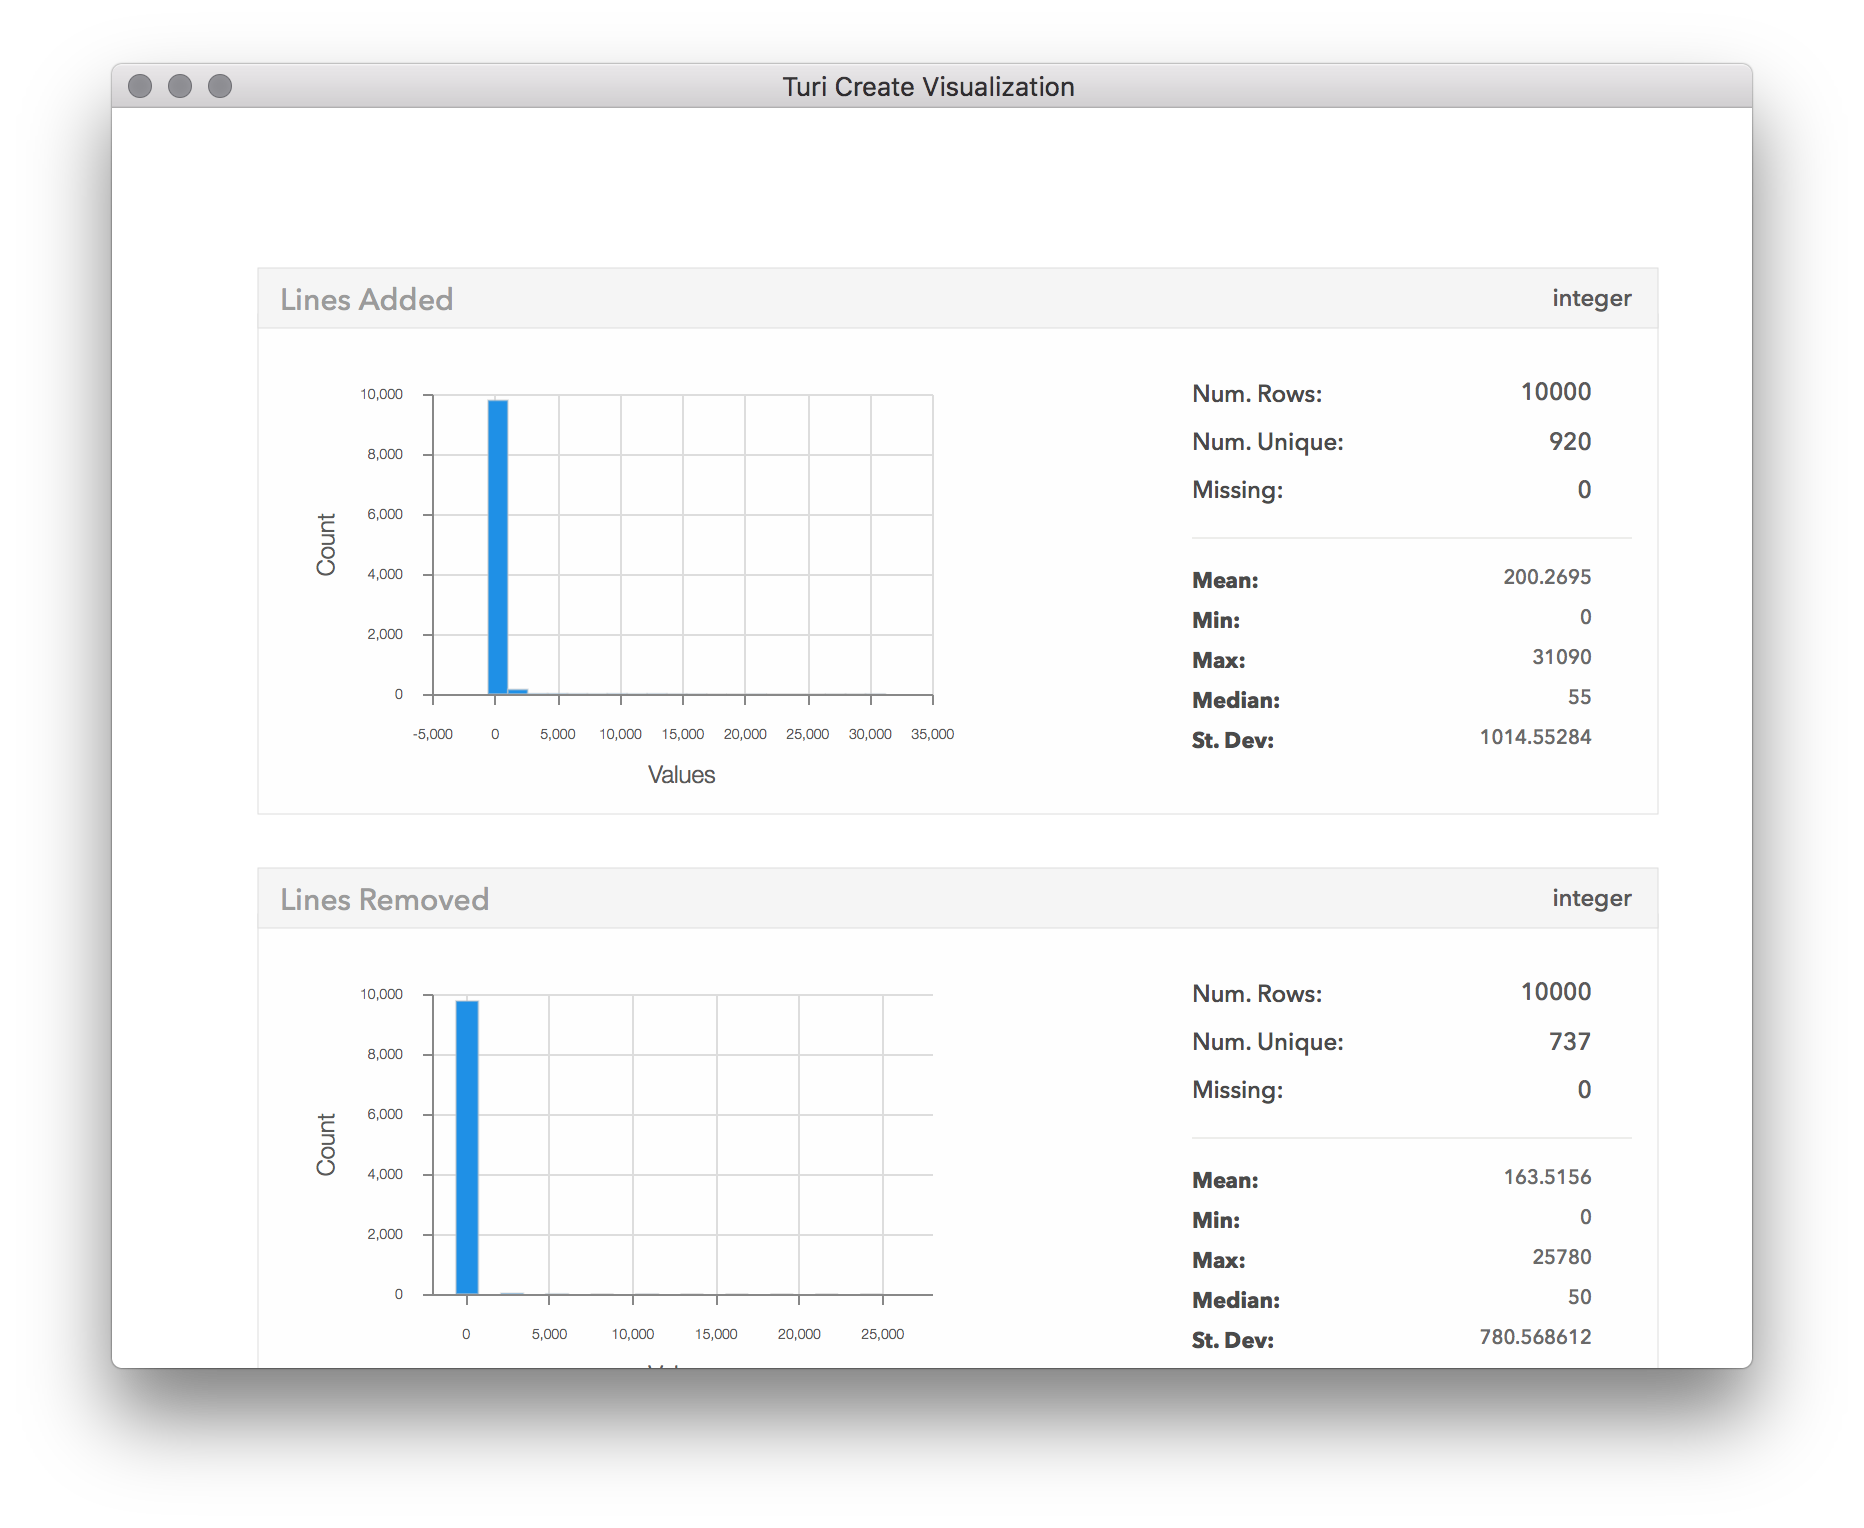 Turi Create Visualization
Lines Added
integer
10,000
8,000
6,000
4,000
2,000
0
Count
-5,000 0 5,000 10,000 15,000 20,000 25,000 30,000 35,000
Values
Num. Rows: 10000
Num. Unique: 920
Missing: 0
Mean: 200.2695
Min: 0
Max: 31090
Median: 55
St. Dev: 1014.55284
Lines Removed
integer
10,000
8,000
6,000
4,000
2,000
0
Count
0 5,000 10,000 15,000 20,000 25,000
Num. Rows: 10000
Num. Unique: 737
Missing: 0
Mean: 163.5156
Min: 0
Max: 25780
Median: 50
St. Dev: 780.568612